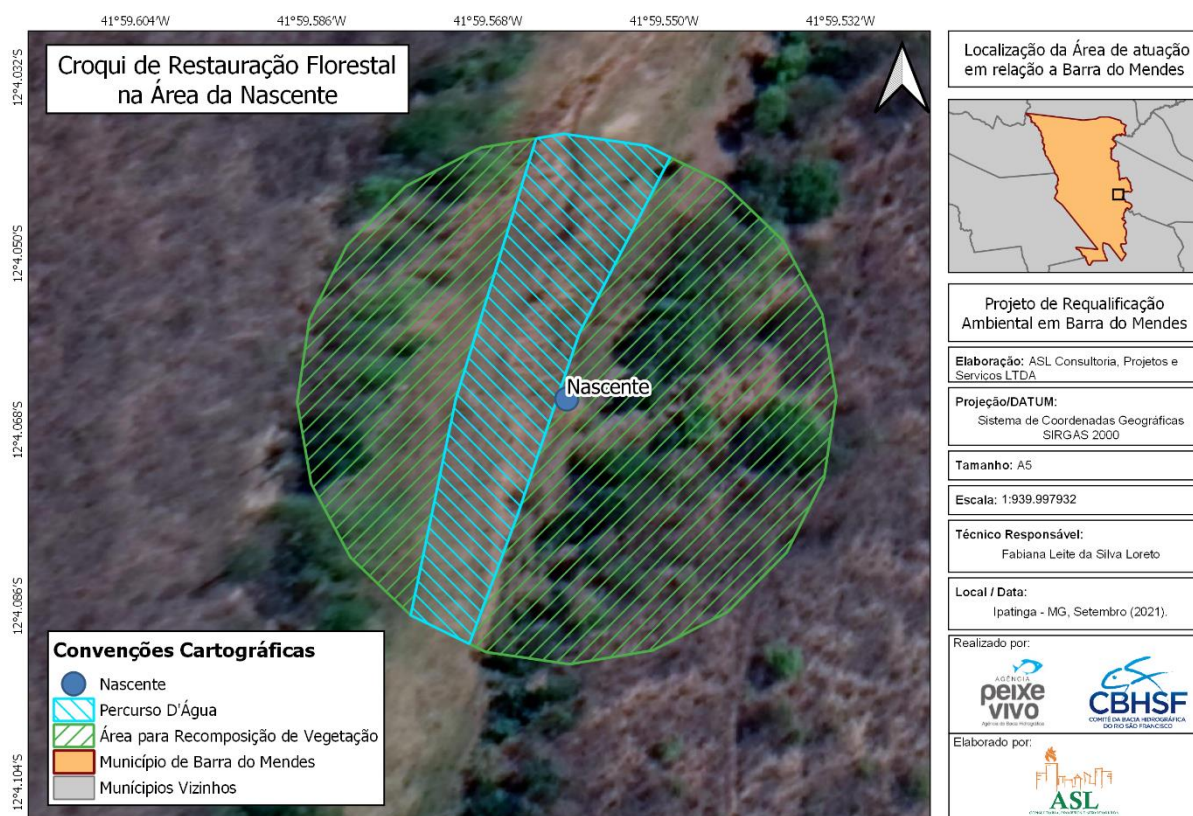 41°59.604'W
41°59.586'W
41°59.568'W
41°59.550'W
41°59.532'W
12°4.032'S
12°4.050'S
12°4.068'S
12°4.086'S
12°4.104'S
Croqui de Restauração Florestal
na Área da Nascente
Nascente
Convenções Cartográficas
Nascente
Percurso D'Água
Área para Recomposição de Vegetação
Município de Barra do Mendes
Munícipios Vizinhos
Localização da Área de atuação
em relação a Barra do Mendes
Projeto de Requalificação
Ambiental em Barra do Mendes
Elaboração: ASL Consultoria, Projetos e
Serviços LTDA
Projeção/DATUM:
Sistema de Coordenadas Geográficas
SIRGAS 2000
Tamanho: A5
Escala: 1:939.997932
Técnico Responsável:
Fabiana Leite da Silva Loreto
Local / Data:
Ipatinga - MG, Setembro (2021).
Realizado por:
AGÊNCIA
peixe
vivo
Agência de Bacia Hidrográfica
CBHSF
COMITÊ DA BACIA HIDROGRÁFICA
DO RIO SÃO FRANCISCO
Elaborado por:
ASL